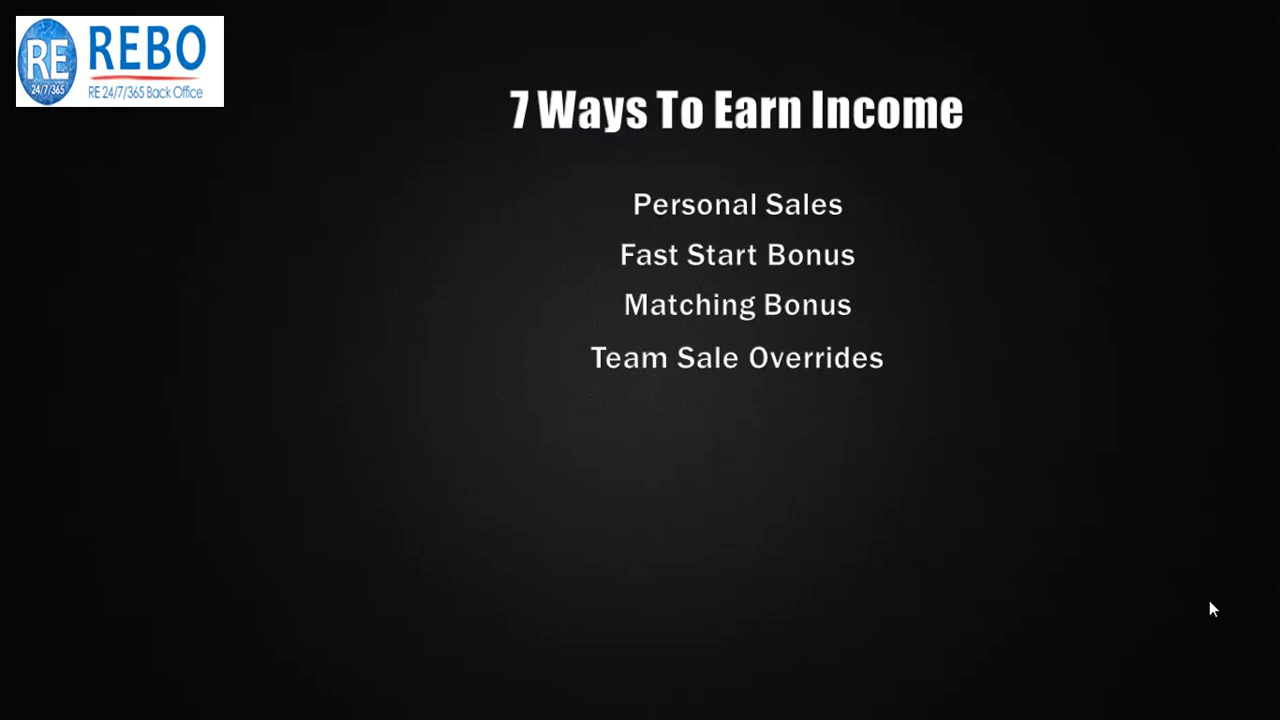 RE
24/7/365
REBO
RE 24/7/365 Back Office
7 Ways To Earn Income
Personal Sales
Fast Start Bonus
Matching Bonus
Team Sale Overrides